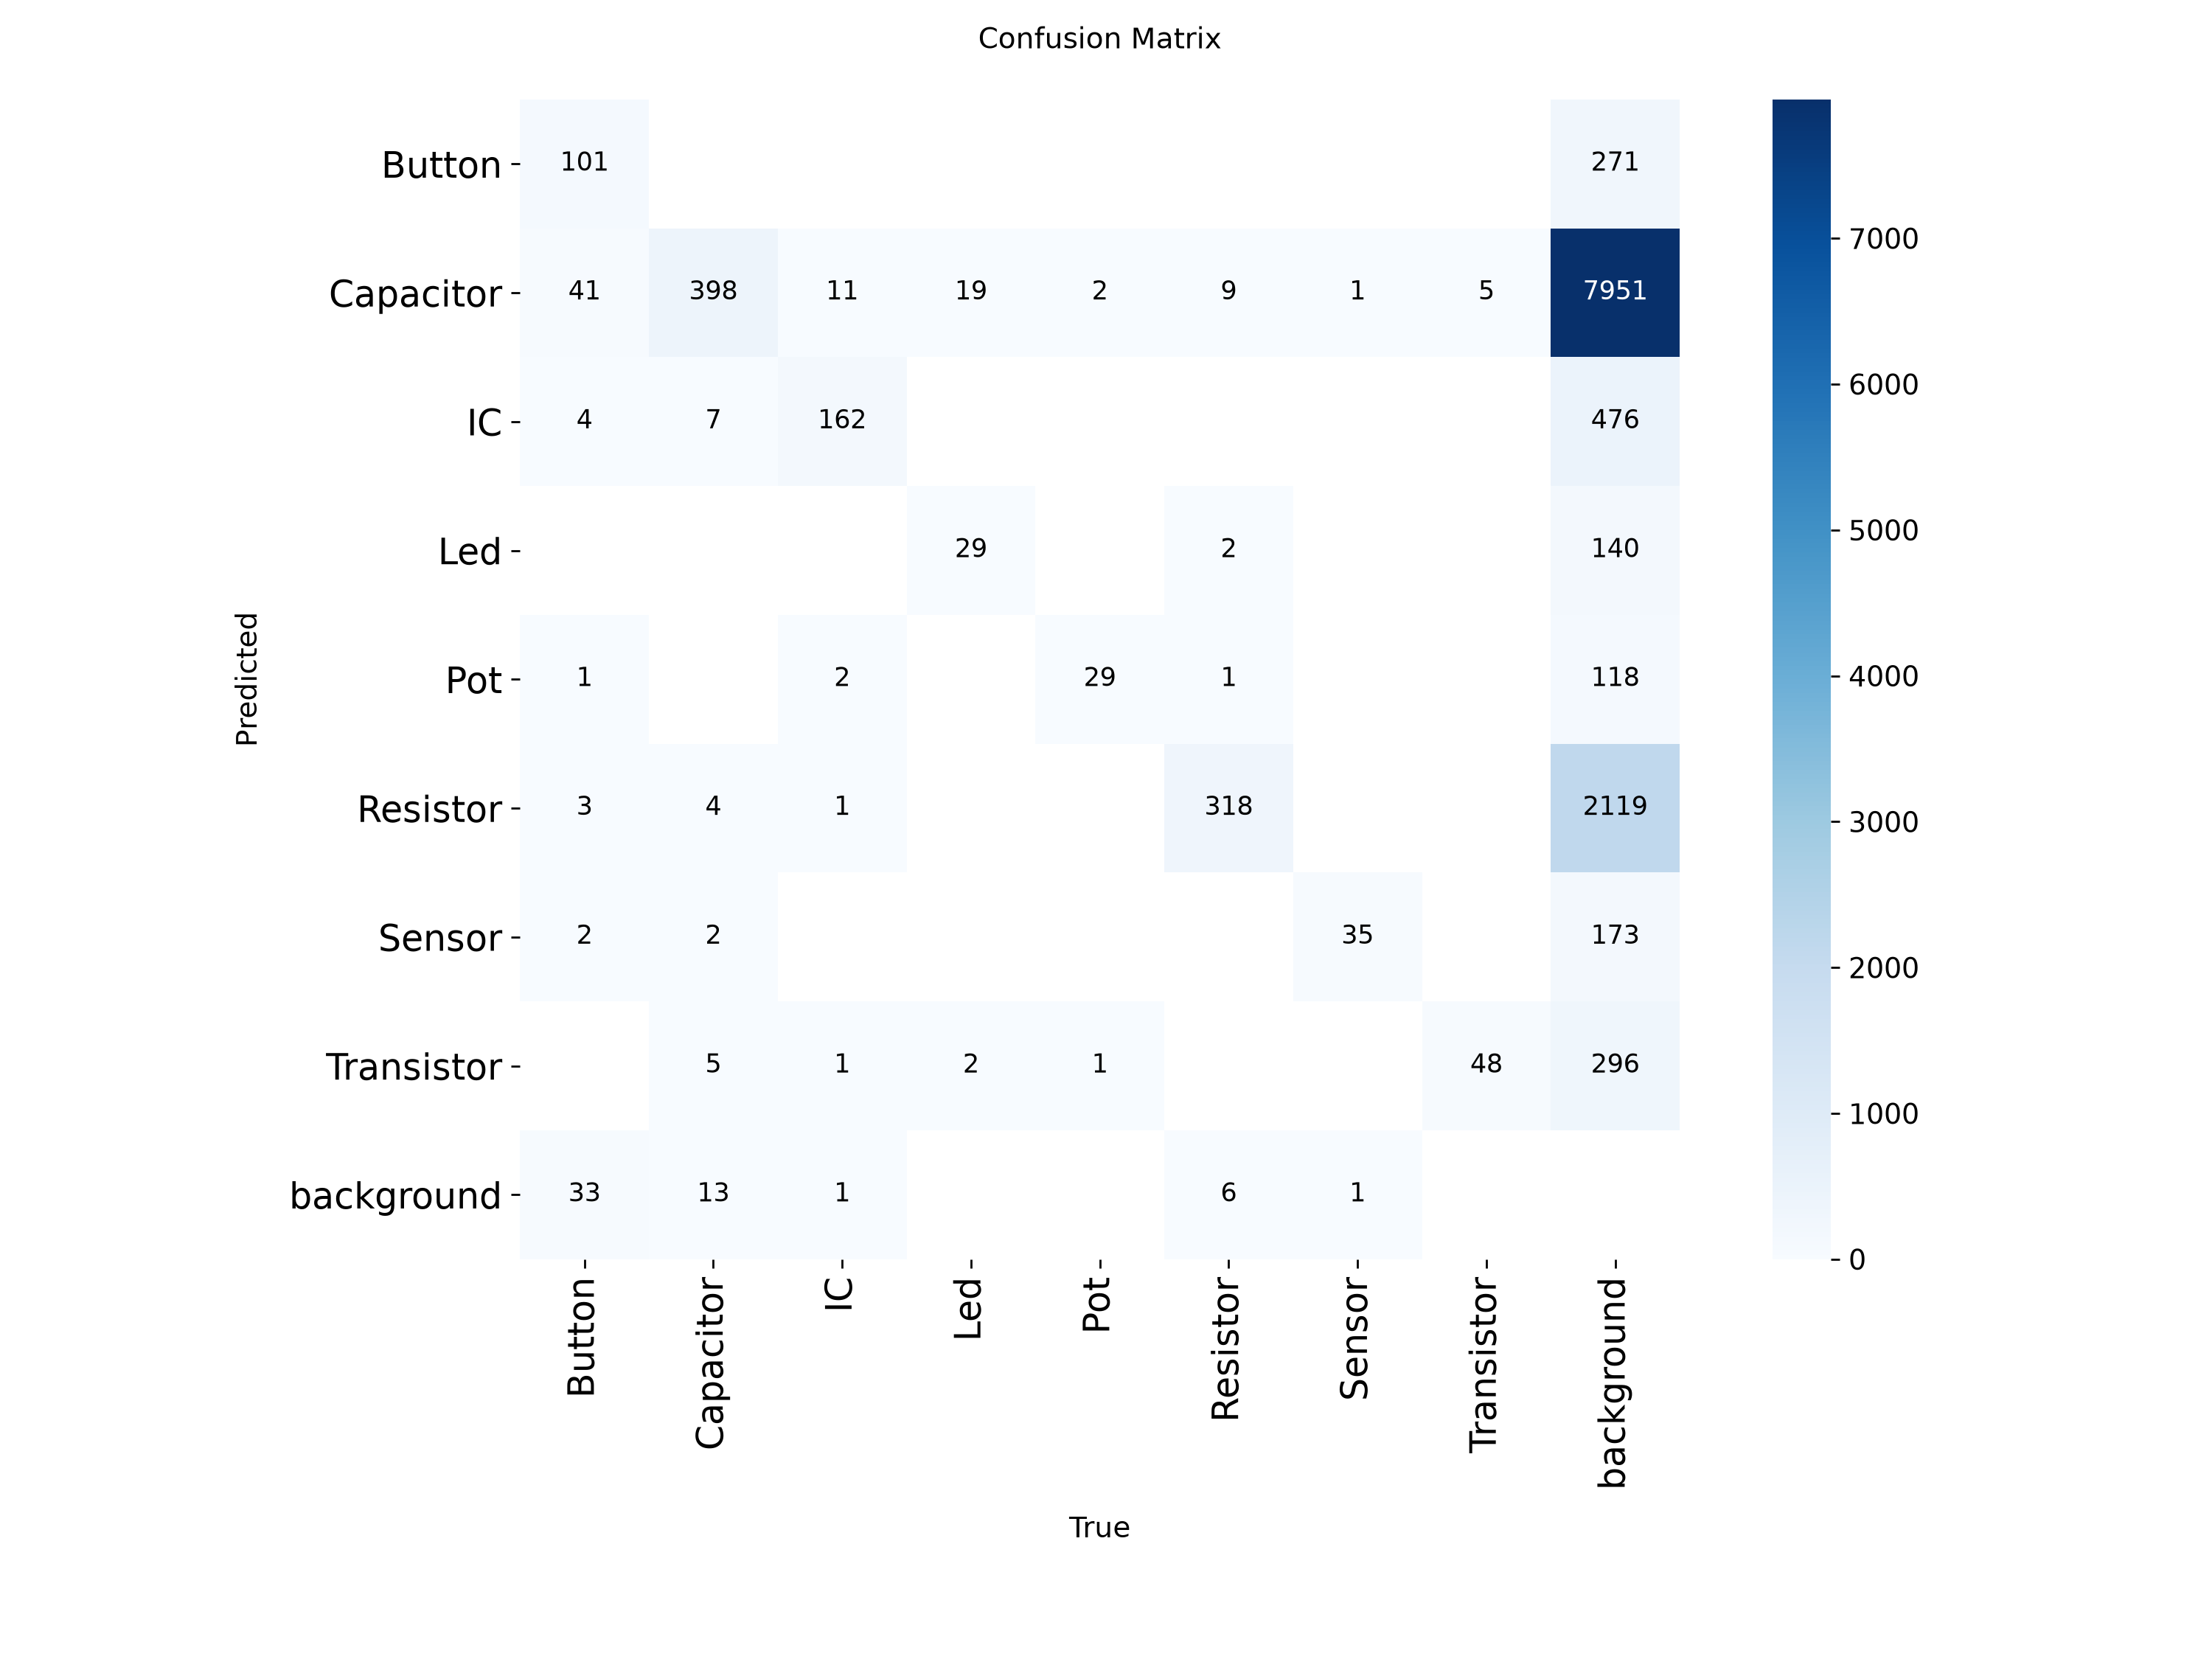 Confusion Matrix
Button 101 271
Capacitor 41 398 11 19 2 9 1 5 7951
IC 4 7 162 476
Led 29 2 140
Pot 1 2 29 1 118
Resistor 3 4 1 318 2119
Sensor 2 2 35 173
Transistor 5 1 2 1 48 296
background 33 13 1 6 1
Predicted
Button Capacitor IC Led Pot Resistor Sensor Transistor background
True
7000
6000
5000
4000
3000
2000
1000
0